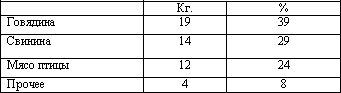 Кг. %
Говядина 19 39
Свинина 14 29
Мясо птицы 12 24
Прочее 4 8